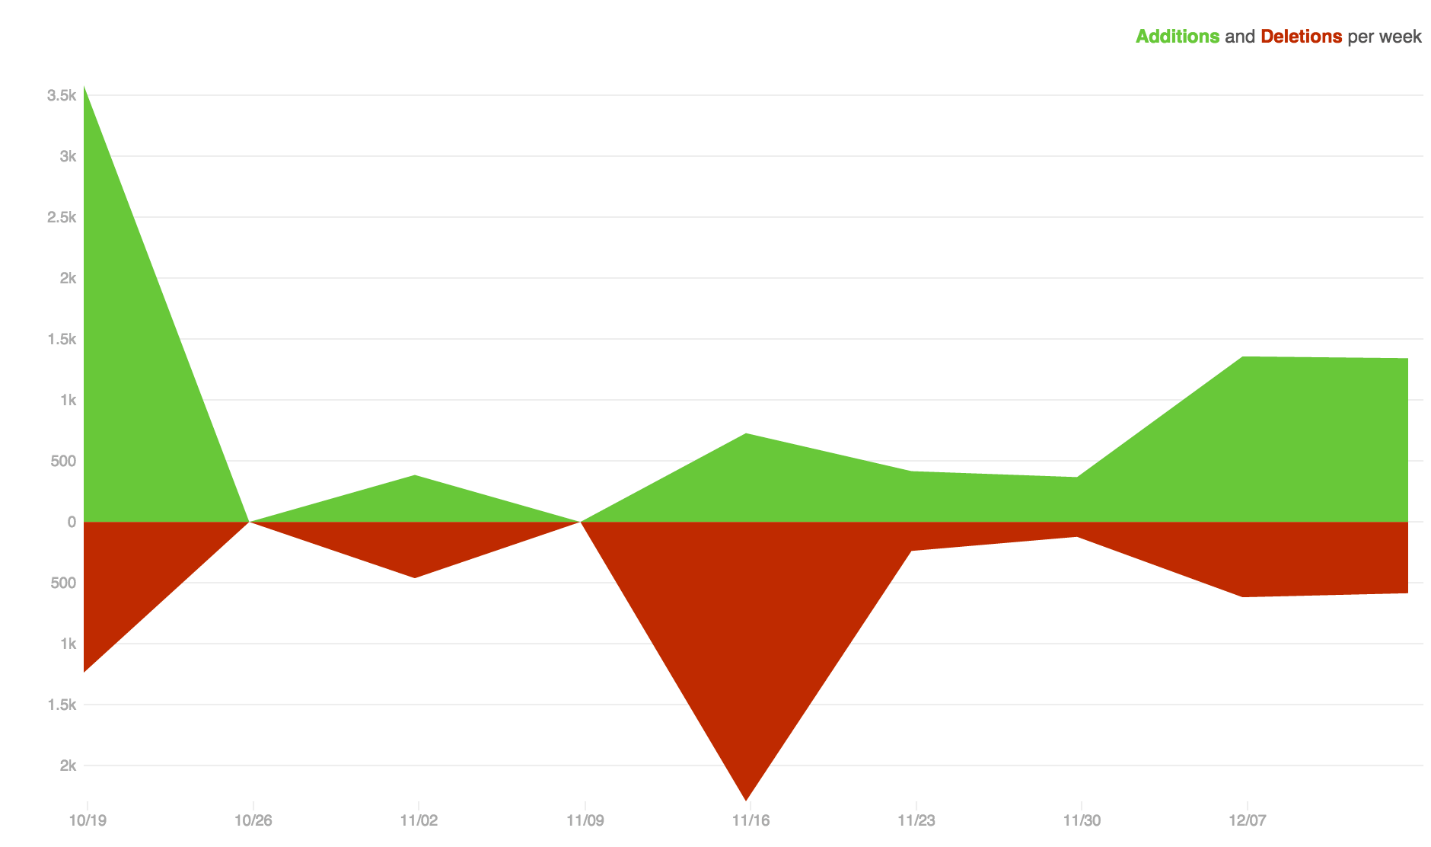 Additions and Deletions per week
3.5k
3k
2.5k
2k
1.5k
1k
500
0
500
1k
1.5k
2k
10/19 10/26 11/02 11/09 11/16 11/23 11/30 12/07